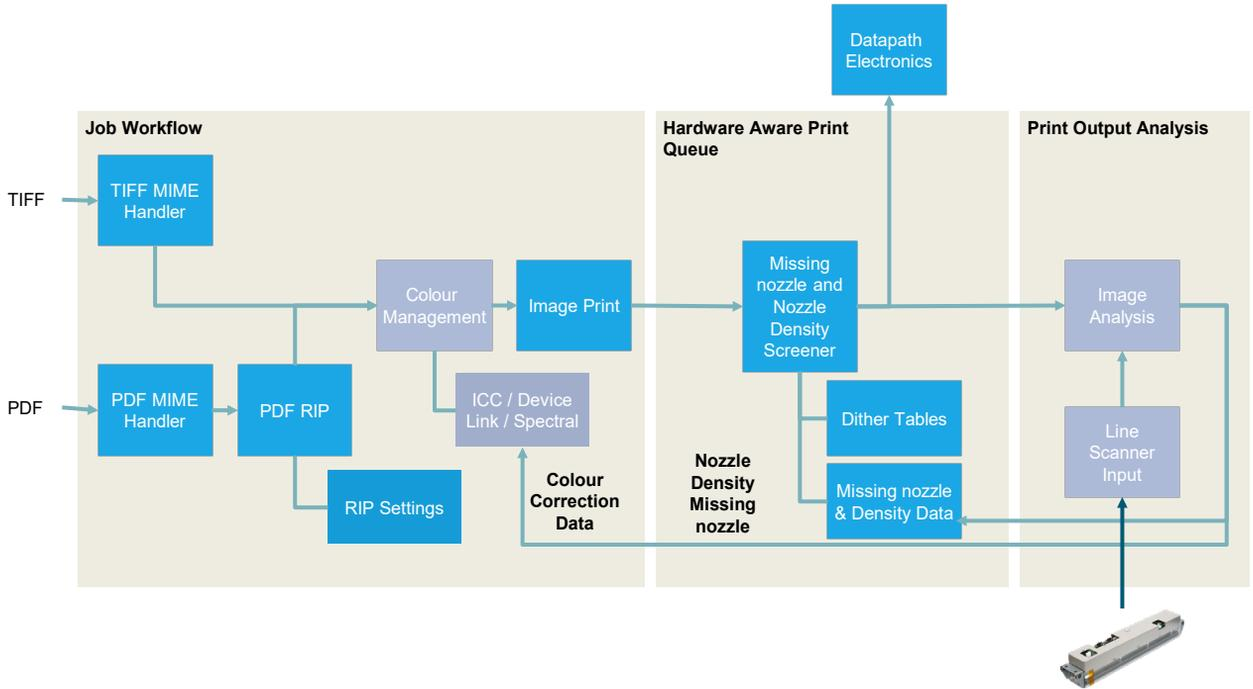 Datapath
Electronics
Job Workflow
Hardware Aware Print
Queue
Print Output Analysis
TIFF
TIFF MIME
Handler
Colour
Management
Image Print
Missing
nozzle and
Nozzle
Density
Screener
Image
Analysis
PDF
PDF MIME
Handler
PDF RIP
ICC / Device
Link / Spectral
Dither Tables
Line
Scanner
Input
RIP Settings
Colour
Correction
Data
Nozzle
Density
Missing
nozzle
Missing nozzle
& Density Data